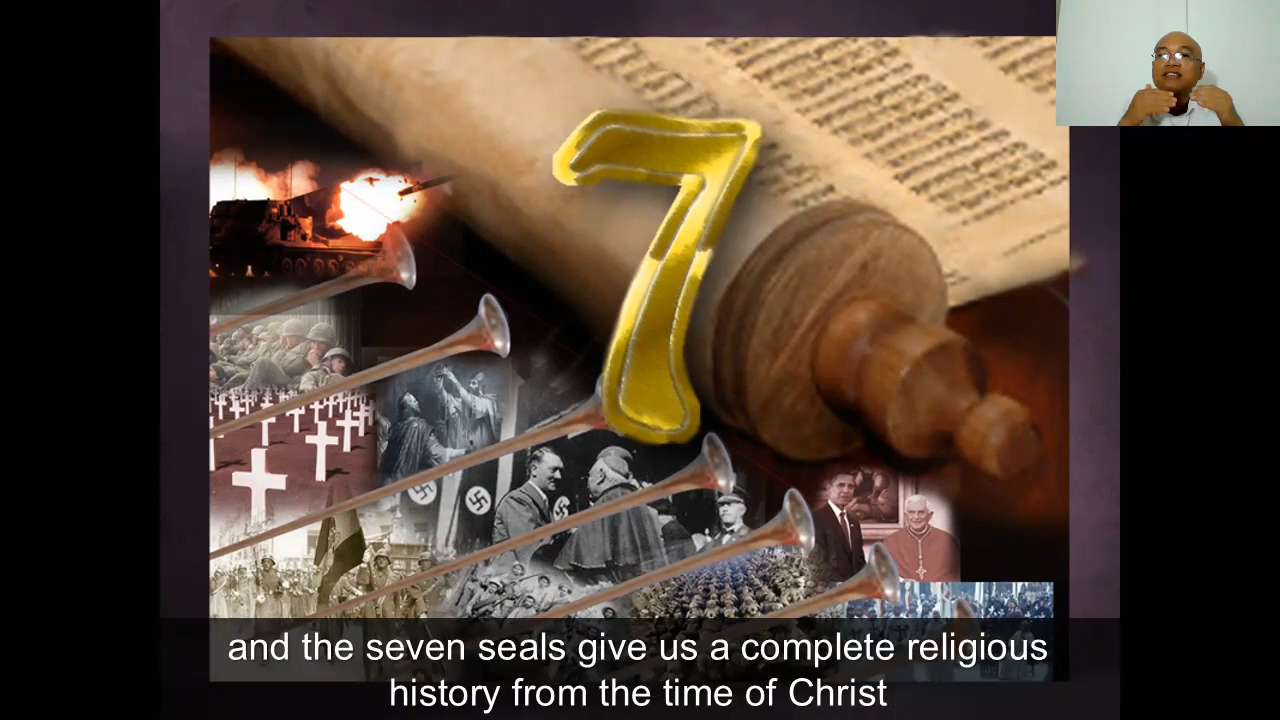 7
and the seven seals give us a complete religious
history from the time of Christ